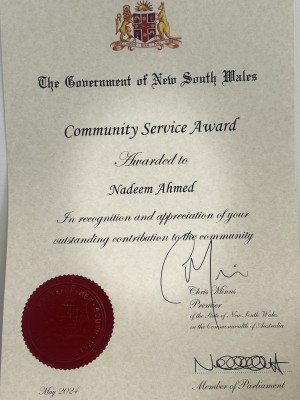 The Government of New South Wales
Community Service Award
Awarded to
Nadeem Ahmed
In recognition and appreciation of your
outstanding contribution to the community
Chris Minns
Premier
of the State of New South Wales
in the Commonwealth of Australia
May 2024
Member of Parliament